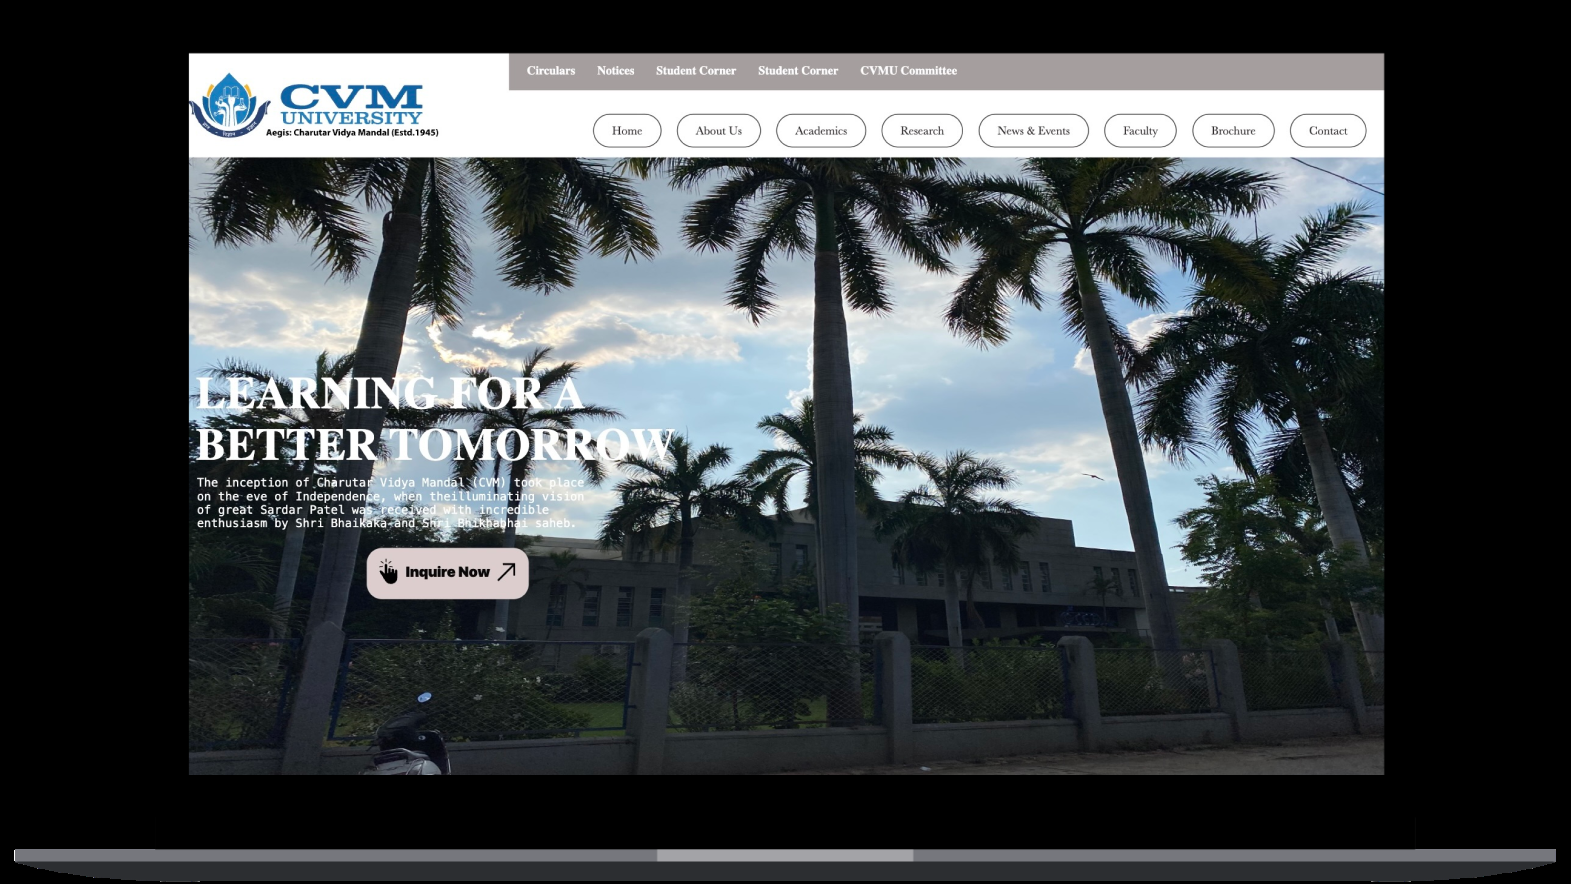 Circulars Notices Student Corner Student Corner CVMU Committee
CVM
UNIVERSITY
Aegis: Charutar Vidya Mandal (Estd.1945)
Home About Us Academics Research News & Events Faculty Brochure Contact
LEARNING FOR A
BETTER TOMORROW
The inception of Charutar Vidya Mandal (CVM) took place
on the eve of Independence, when theilluminating vision
of great Sardar Patel was received with incredible
enthusiasm by Shri Bhaikaka and Shri Bhikhabhai saheb.
Inquire Now